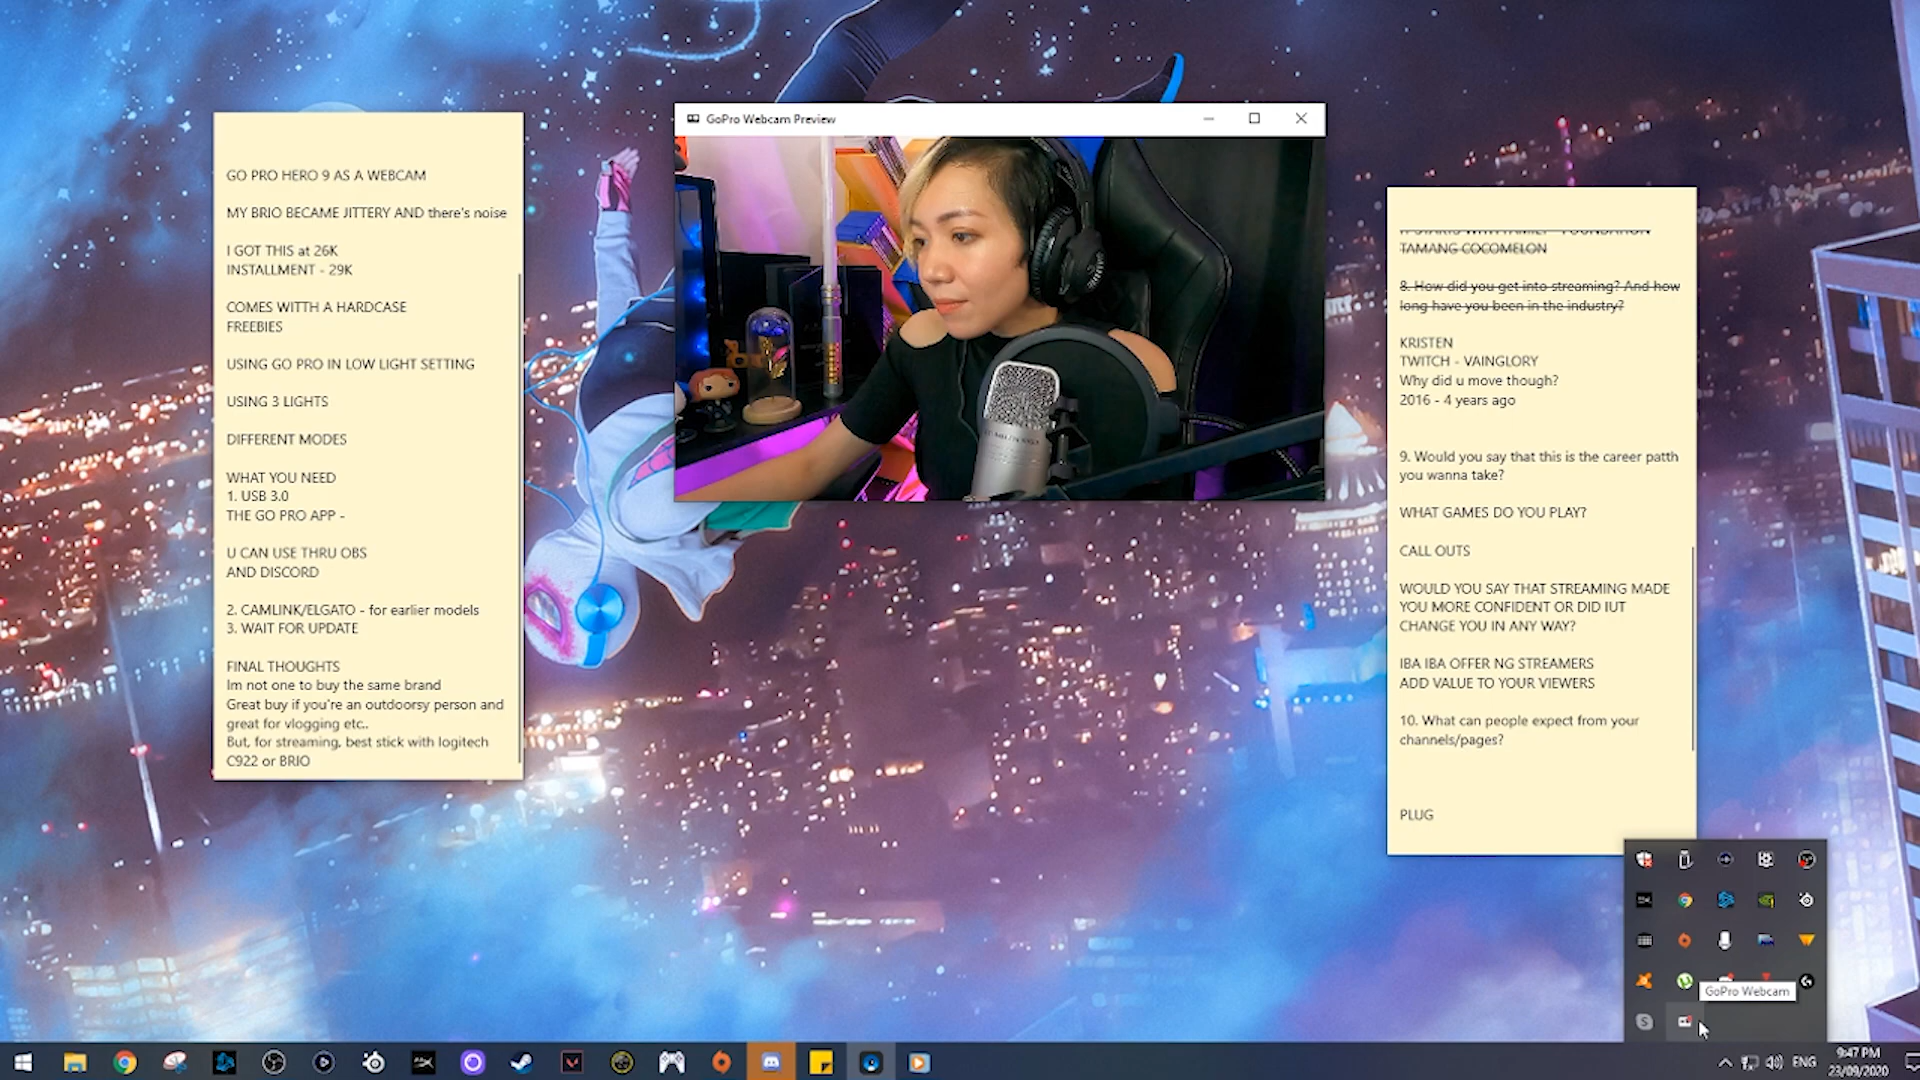 GO PRO HERO 9 AS A WEBCAM
MY BRIO BECAME JITTERY AND there's noise
I GOT THIS at 26K
INSTALLMENT - 29K
COMES WITTH A HARDCASE
FREEBIES
USING GO PRO IN LOW LIGHT SETTING
USING 3 LIGHTS
DIFFERENT MODES
WHAT YOU NEED
1. USB 3.0
THE GO PRO APP -
U CAN USE THRU OBS
AND DISCORD
2. CAMLINK/ELGATO - for earlier models
3. WAIT FOR UPDATE
FINAL THOUGHTS
Im not one to buy the same brand
Great buy if you're an outdoorsy person and
great for vlogging etc..
But, for streaming, best stick with logitech
C922 or BRIO
GoPro Webcam Preview
TAMANG COCOMELON
8. How did you get into streaming? And how
long have you been in the industry?
KRISTEN
TWITCH - VAINGLORY
Why did u move though?
2016 - 4 years ago
9. Would you say that this is the career patth
you wanna take?
WHAT GAMES DO YOU PLAY?
CALL OUTS
WOULD YOU SAY THAT STREAMING MADE
YOU MORE CONFIDENT OR DID IUT
CHANGE YOU IN ANY WAY?
IBA IBA OFFER NG STREAMERS
ADD VALUE TO YOUR VIEWERS
10. What can people expect from your
channels/pages?
PLUG
GoPro Webcam
ENG
9:47 PM
23/09/2020